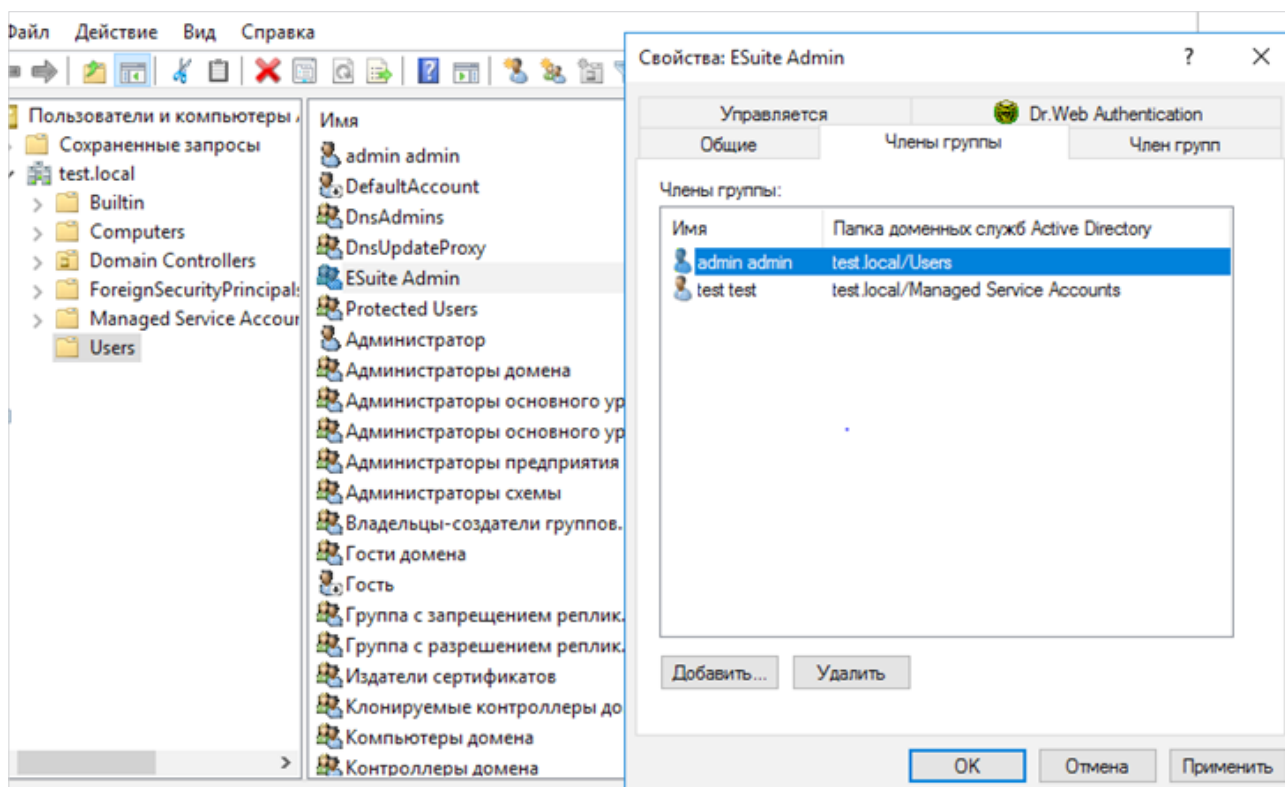 Файл Действие Вид Справка
Пользователи и компьютеры
Сохраненные запросы
test.local
Builtin
Computers
Domain Controllers
ForeignSecurityPrincipals
Managed Service Accour
Users
Имя
admin admin
DefaultAccount
DnsAdmins
DnsUpdateProxy
ESuite Admin
Protected Users
Администратор
Администраторы домена
Администраторы основного ур
Администраторы основного ур
Администраторы предприятия
Администраторы схемы
Владельцы-создатели группов.
Гости домена
Гость
Группа с запрещением реплик.
Группа с разрешением реплик.
Издатели сертификатов
Клонируемые контроллеры до
Компьютеры домена
Контроллеры домена
Свойства: ESuite Admin ? ×
Управляется Dr.Web Authentication
Общие Члены группы Член групп
Члены группы:
Имя Папка доменных служб Active Directory
admin admin test.local/Users
test test test.local/Managed Service Accounts
Добавить... Удалить
OK Отмена Применить